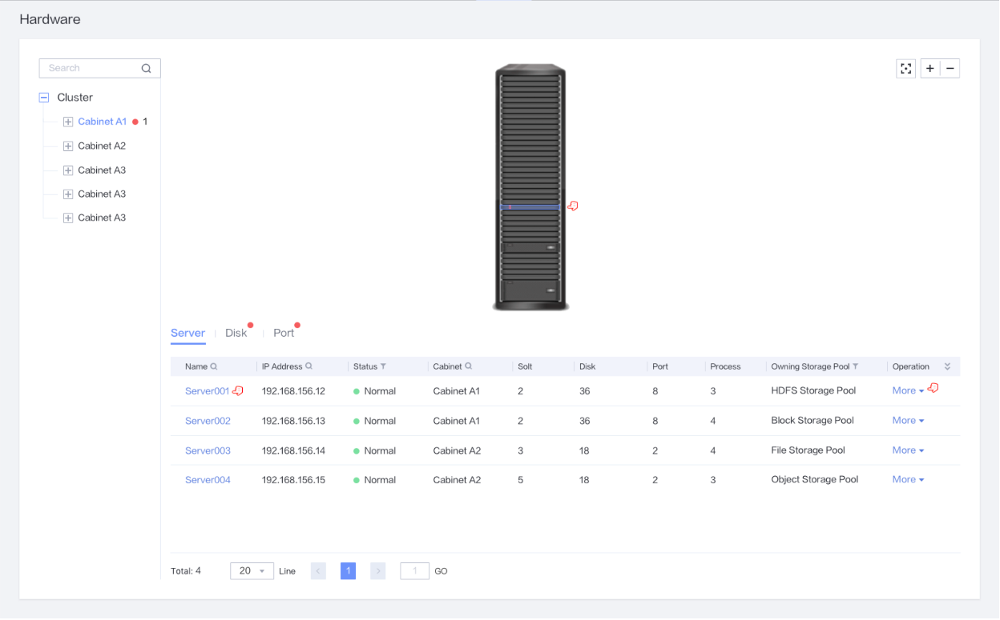 Hardware
Search
Cluster
Cabinet A1 1
Cabinet A2
Cabinet A3
Cabinet A3
Cabinet A3
Server Disk Port
Name IP Address Status Cabinet Solt Disk Port Process Owning Storage Pool Operation
Server001 192.168.156.12 Normal Cabinet A1 2 36 8 3 HDFS Storage Pool More
Server002 192.168.156.13 Normal Cabinet A1 2 36 8 4 Block Storage Pool More
Server003 192.168.156.14 Normal Cabinet A2 3 18 2 4 File Storage Pool More
Server004 192.168.156.15 Normal Cabinet A2 5 18 2 3 Object Storage Pool More
Total: 4 20 Line < 1 > 1 GO